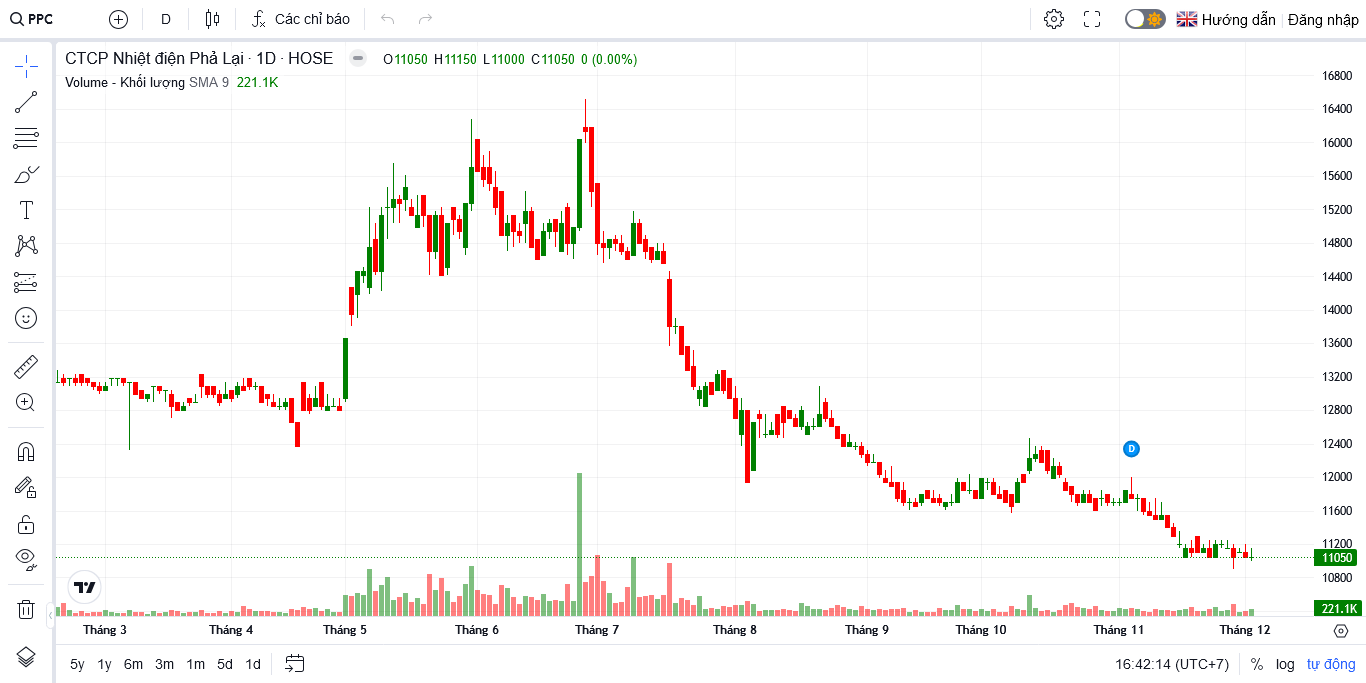 PPC D Các chỉ báo Hướng dẫn Đăng nhập
CTCP Nhiệt điện Phả Lại · 1D · HOSE O11050 H11150 L11000 C11050 0 (0.00%)
Volume - Khối lượng SMA 9 221.1K
16800
16400
16000
15600
15200
14800
14400
14000
13600
13200
12800
12400
D
12000
11600
11200
11050
10800
221.1K
Tháng 3 Tháng 4 Tháng 5 Tháng 6 Tháng 7 Tháng 8 Tháng 9 Tháng 10 Tháng 11 Tháng 12
5y 1y 6m 3m 1m 5d 1d 16:42:14 (UTC+7) % log tự động